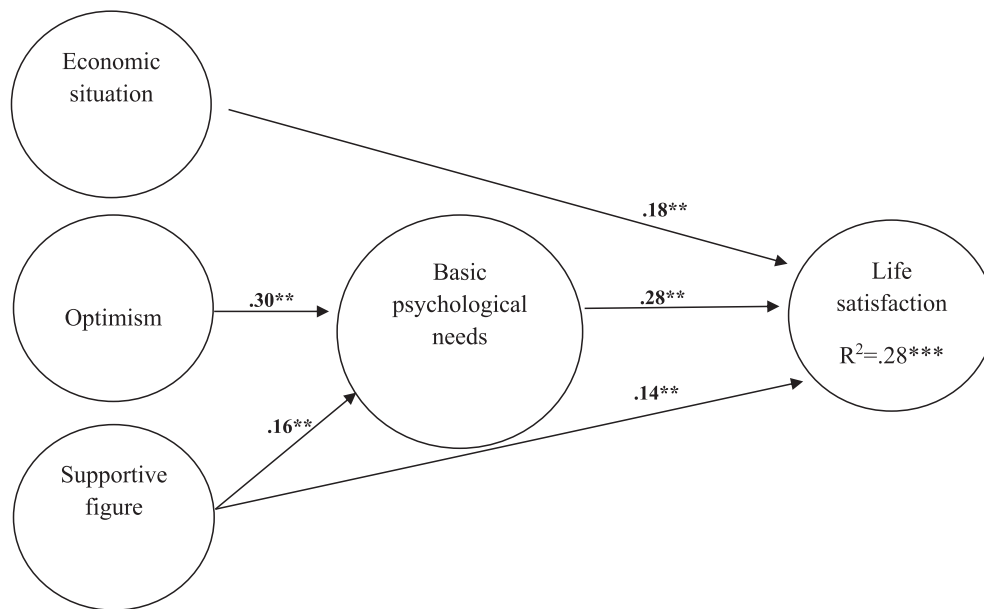 Economic
situation
.18**
Optimism
.30**
Basic
psychological
needs
.28**
Life
satisfaction
R²=.28***
.14**
.16**
Supportive
figure